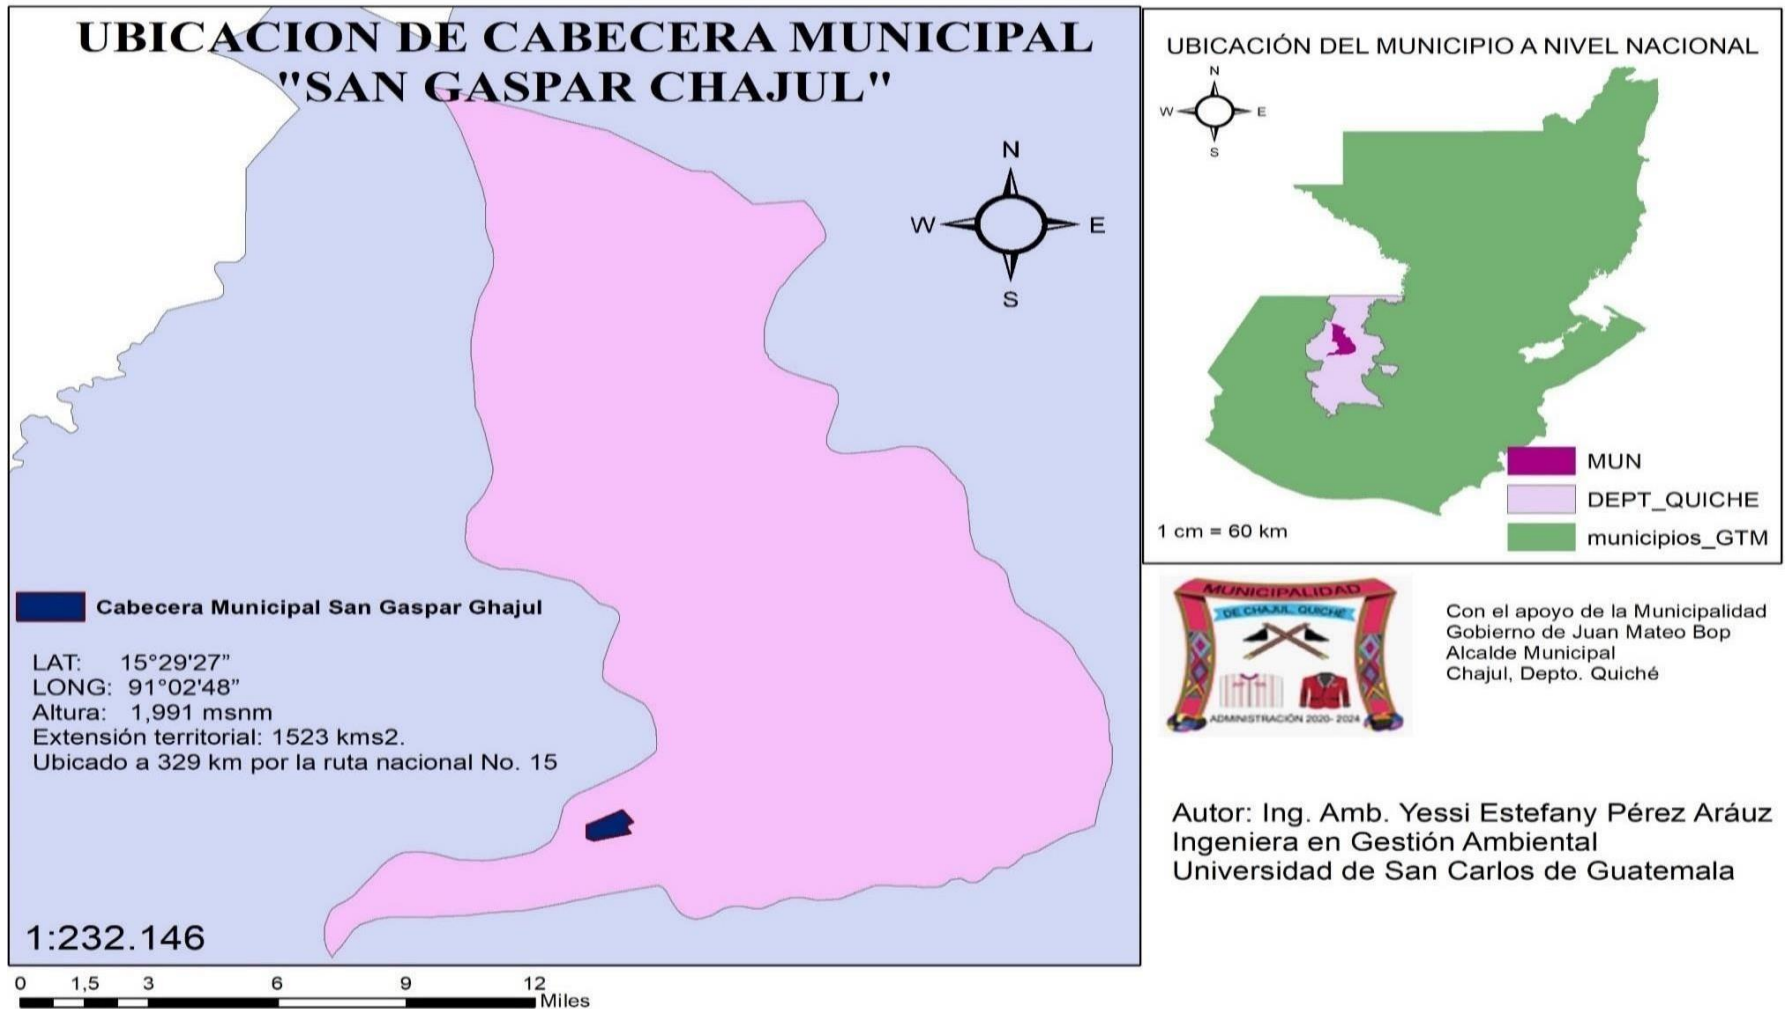 UBICACION DE CABECERA MUNICIPAL
"SAN GASPAR CHAJUL"
N
W E
S
Cabecera Municipal San Gaspar Ghajul
LAT: 15°29'27”
LONG: 91°02'48”
Altura: 1,991 msnm
Extensión territorial: 1523 kms2.
Ubicado a 329 km por la ruta nacional No. 15
1:232.146
0 1,5 3 6 9 12
Miles
UBICACIÓN DEL MUNICIPIO A NIVEL NACIONAL
N
W E
S
MUN
DEPT_QUICHE
municipios_GTM
1 cm = 60 km
MUNICIPALIDAD
DE CHAJUL, QUICHÉ
ADMINISTRACIÓN 2020- 2024
Con el apoyo de la Municipalidad
Gobierno de Juan Mateo Bop
Alcalde Municipal
Chajul, Depto. Quiché
Autor: Ing. Amb. Yessi Estefany Pérez Aráuz
Ingeniera en Gestión Ambiental
Universidad de San Carlos de Guatemala